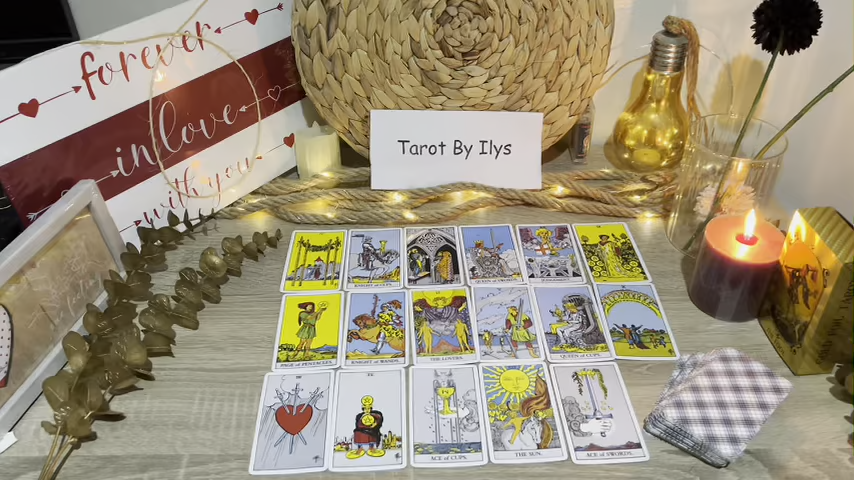 forever
in love
with you
Tarot By Ilys
KNIGHT of CUPS.
QUEEN of SWORDS.
JUDGEMENT.
PAGE of PENTACLES.
KNIGHT of WANDS.
THE LOVERS.
QUEEN of CUPS.
ACE of CUPS.
THE SUN.
ACE of SWORDS.